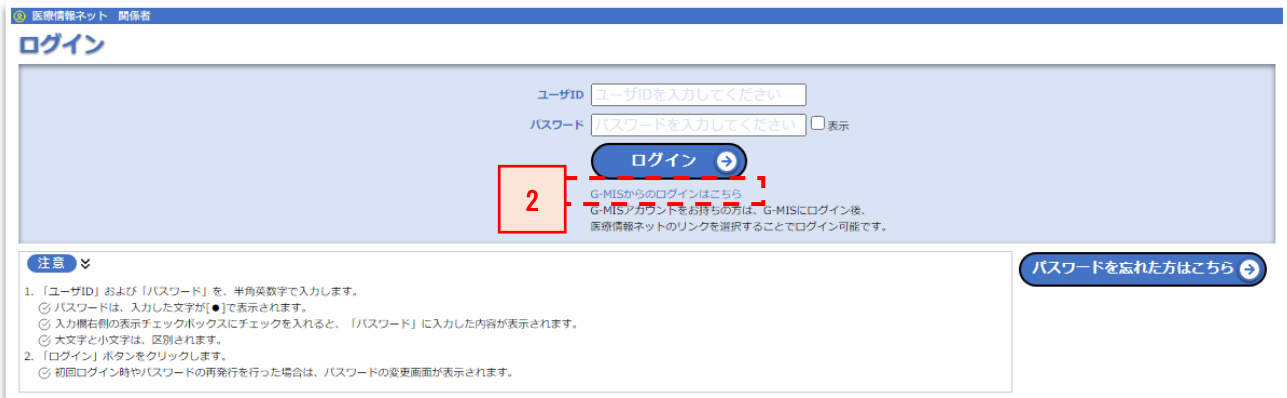 医療情報ネット 関係者
ログイン
ユーザID ユーザIDを入力してください
パスワード パスワードを入力してください 表示
ログイン
2
G-MISからのログインはこちら
G-MISアカウントをお持ちの方は、G-MISにログイン後、
医療情報ネットのリンクを選択することでログイン可能です。
注意
パスワードを忘れた方はこちら
1. 「ユーザID」および「パスワード」を、半角英数字で入力します。
パスワードは、入力した文字が[●]で表示されます。
入力欄右側の表示チェックボックスにチェックを入れると、「パスワード」に入力した内容が表示されます。
大文字と小文字は、区別されます。
2. 「ログイン」ボタンをクリックします。
初回ログイン時やパスワードの再発行を行った場合は、パスワードの変更画面が表示されます。